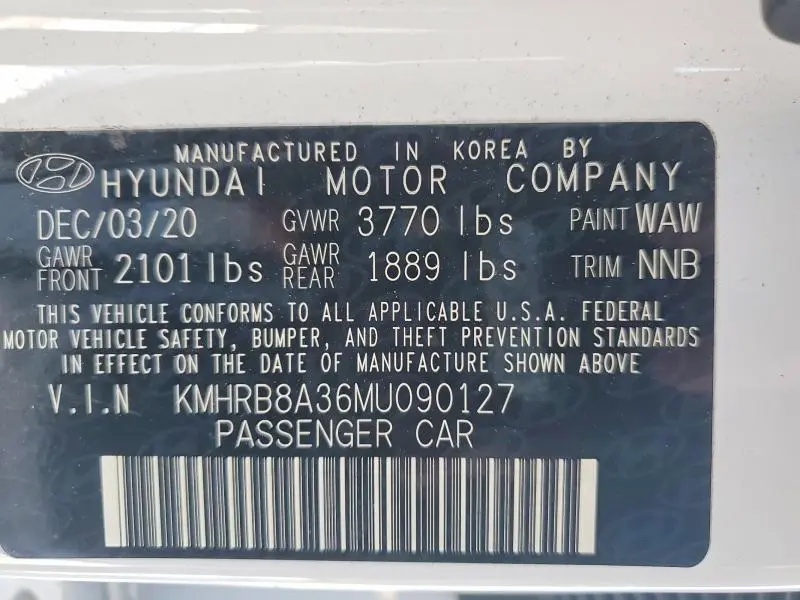 MANUFACTURED IN KOREA BY
HYUNDAI MOTOR COMPANY
DEC/03/20 GVWR 3770 lbs PAINT WAW
GAWR FRONT 2101 lbs GAWR REAR 1889 lbs TRIM NNB
THIS VEHICLE CONFORMS TO ALL APPLICABLE U.S.A. FEDERAL
MOTOR VEHICLE SAFETY, BUMPER, AND THEFT PREVENTION STANDARDS
IN EFFECT ON THE DATE OF MANUFACTURE SHOWN ABOVE
V.I.N KMHRB8A36MU090127
PASSENGER CAR